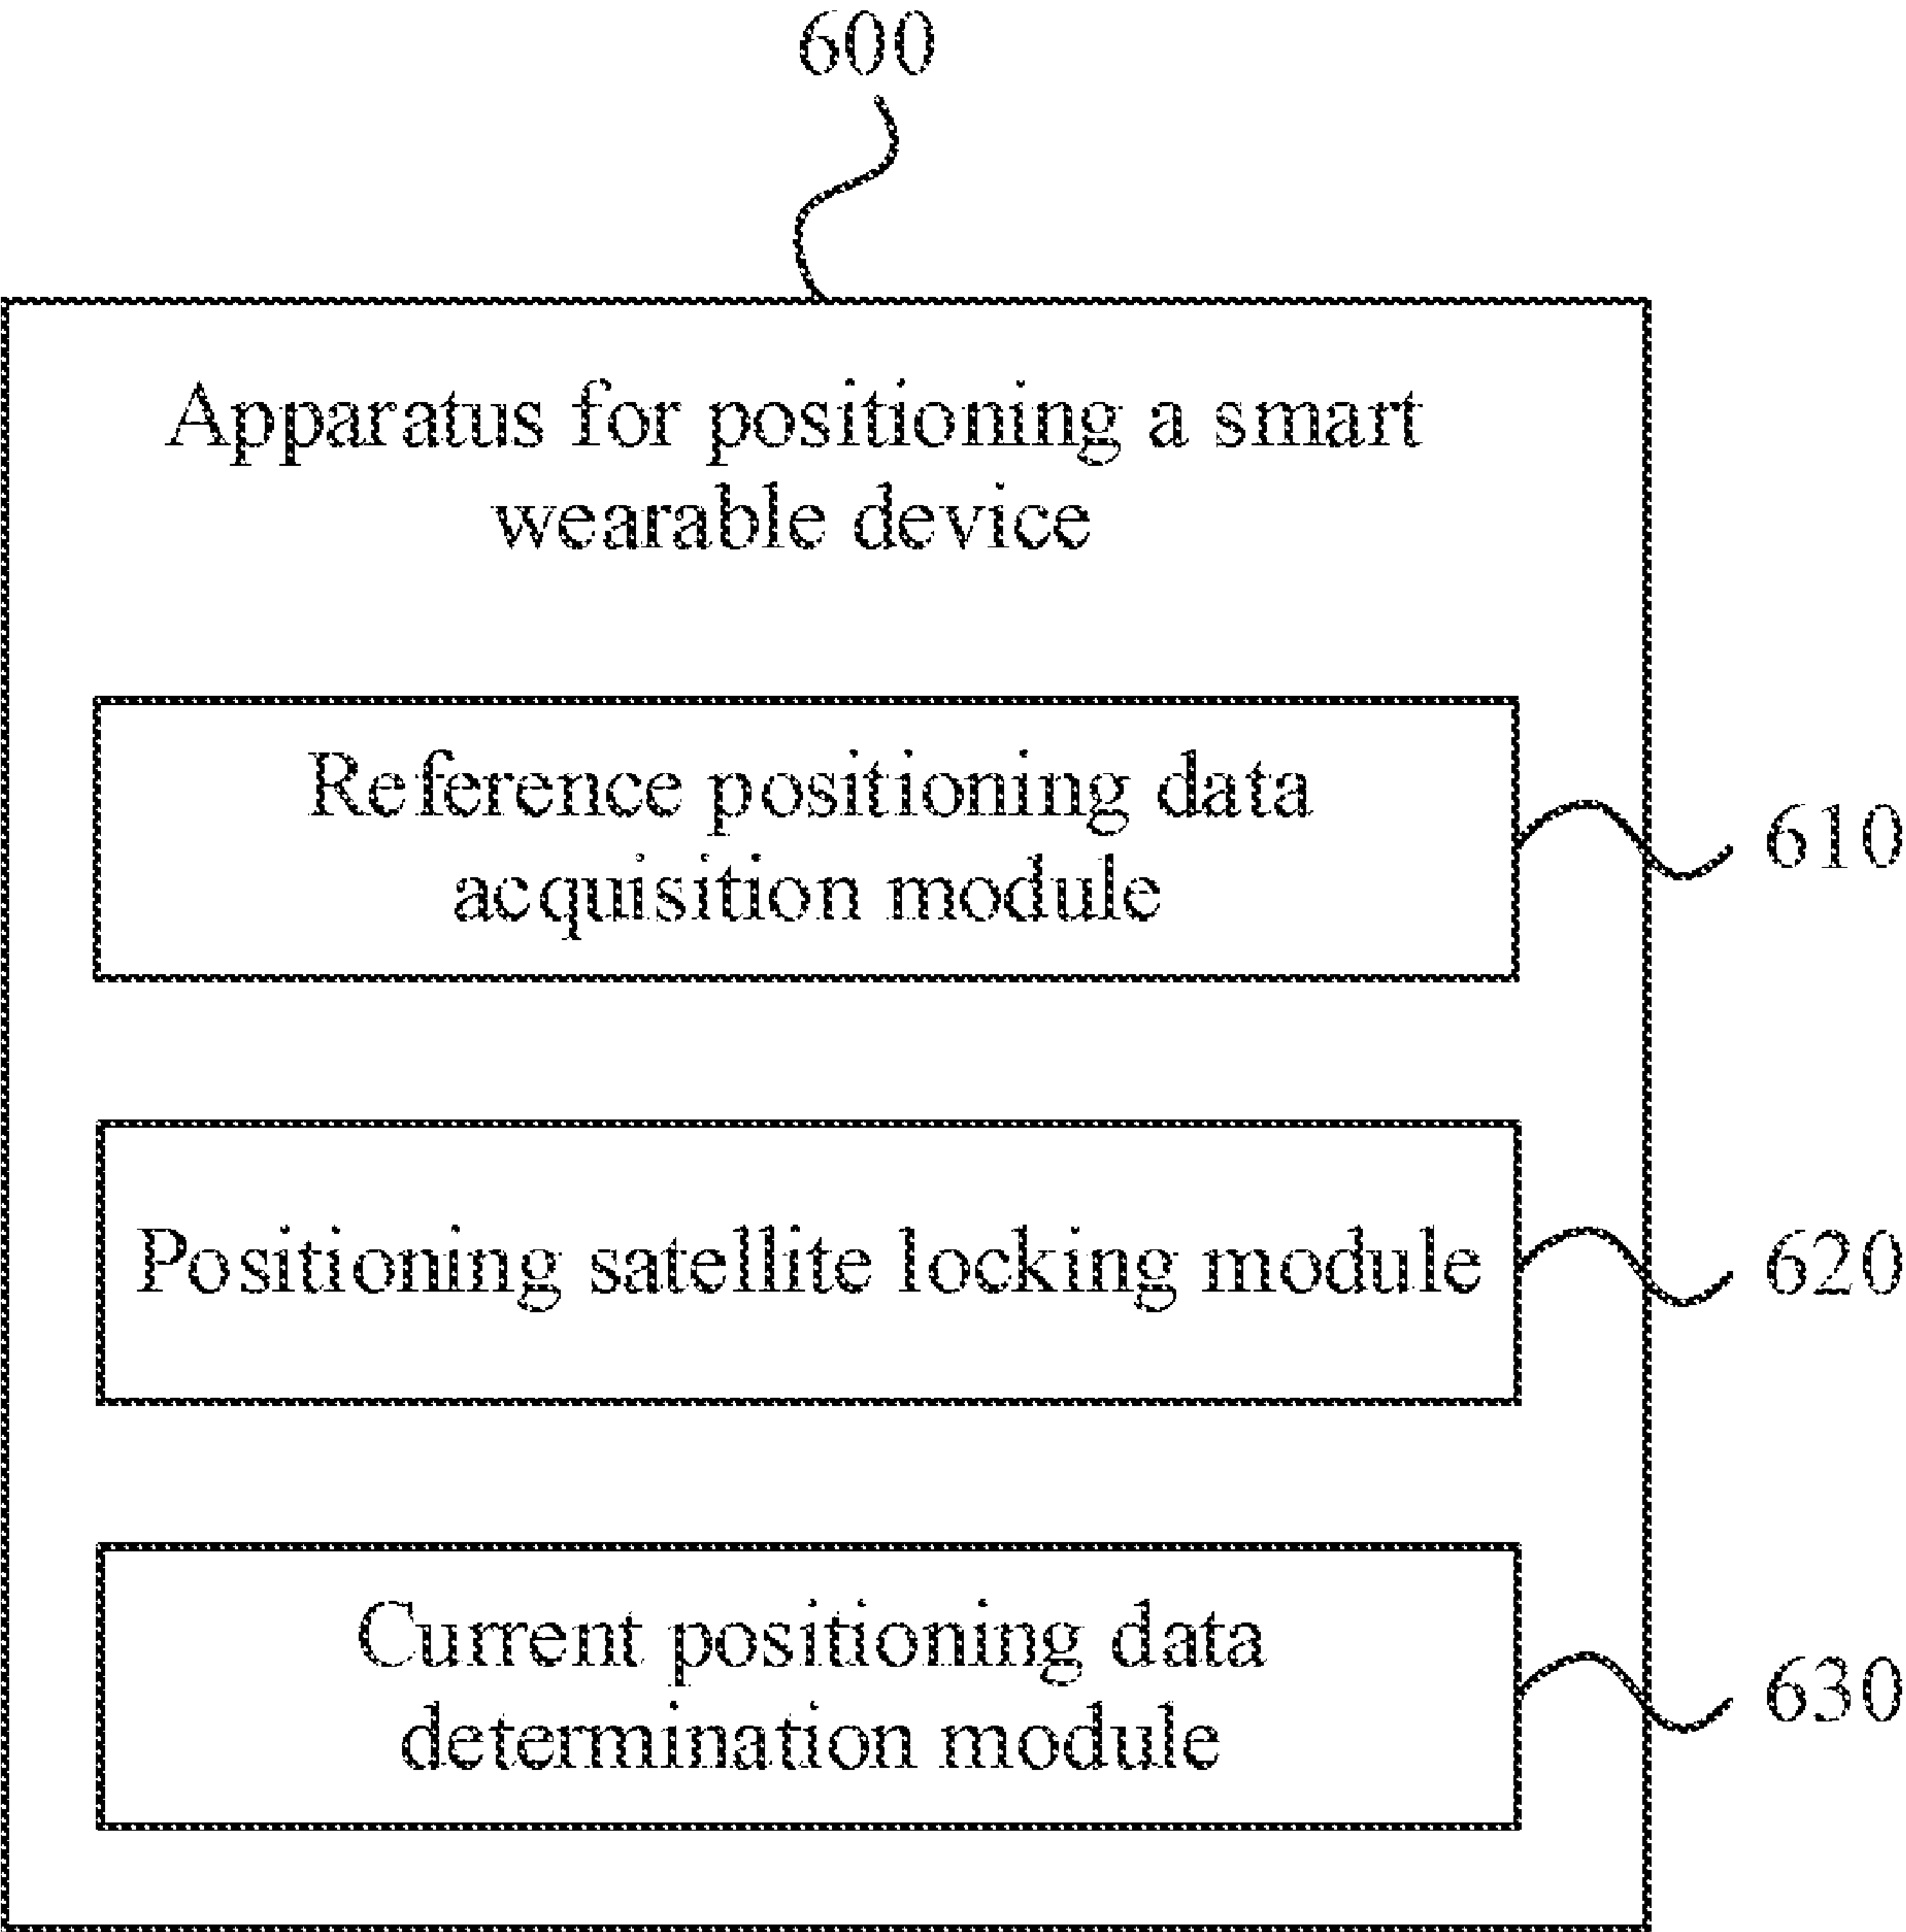 600
Apparatus for positioning a smart
wearable device
Reference positioning data
acquisition module
610
Positioning satellite locking module
620
Current positioning data
determination module
630